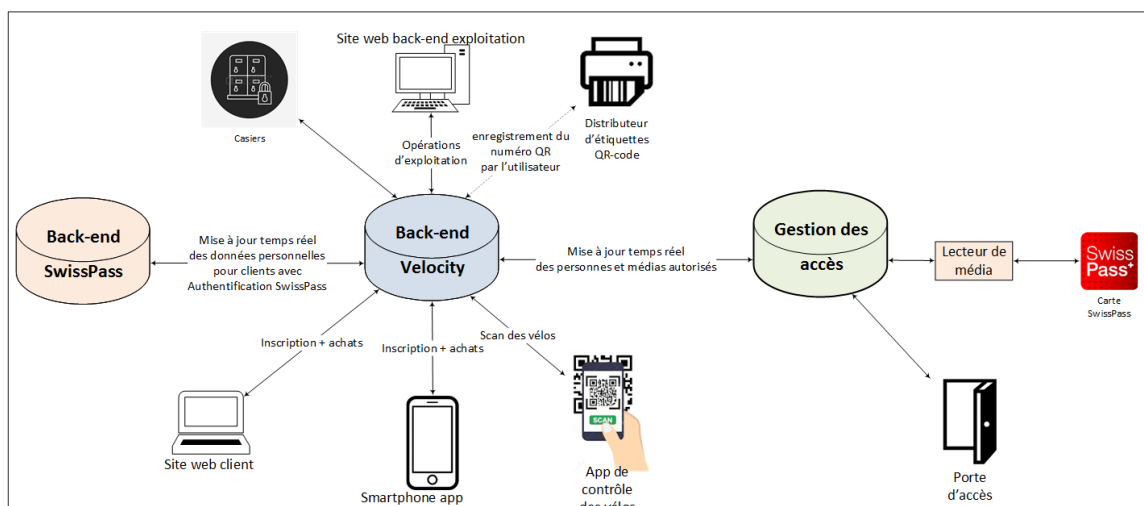 Site web back-end exploitation
Casiers
Opérations
d'exploitation
enregistrement du
numéro QR
par l'utilisateur
Distributeur
d'étiquettes
QR-code
Back-end
SwissPass
Mise à jour temps réel
des données personnelles
pour clients avec
Authentification SwissPass
Back-end
Velocity
Mise à jour temps réel
des personnes et médias autorisés
Gestion des
accès
Lecteur de
média
Swiss
Pass+
Carte
SwissPass
Inscription + achats
Inscription + achats
Scan des vélos
SCAN
Site web client
Smartphone app
App de
contrôle
des vélos
Porte
d'accès